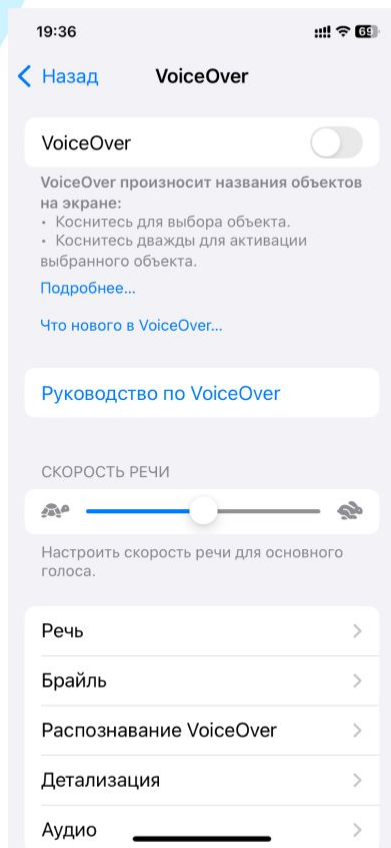 19:36
69
Назад
VoiceOver
VoiceOver
VoiceOver произносит названия объектов
на экране:
• Коснитесь для выбора объекта.
• Коснитесь дважды для активации
выбранного объекта.
Подробнее...
Что нового в VoiceOver...
Руководство по VoiceOver
СКОРОСТЬ РЕЧИ
Настроить скорость речи для основного
голоса.
Речь
Брайль
Распознавание VoiceOver
Детализация
Аудио